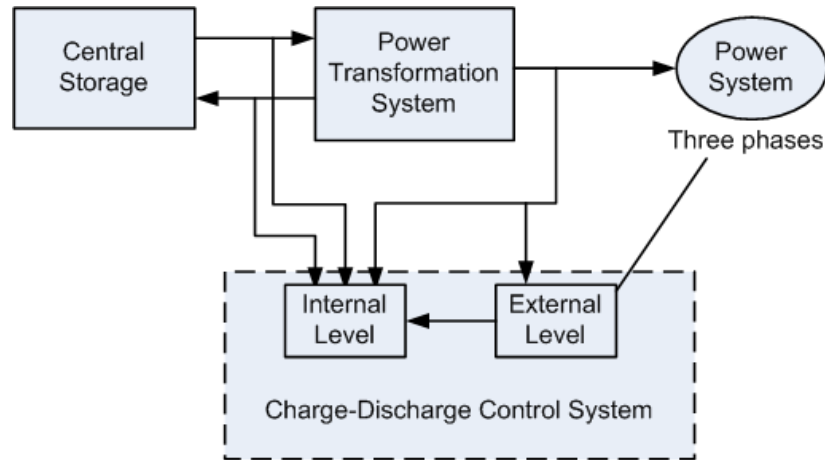 Central
Storage
Power
Transformation
System
Power
System
Three phases
Internal
Level
External
Level
Charge-Discharge Control System